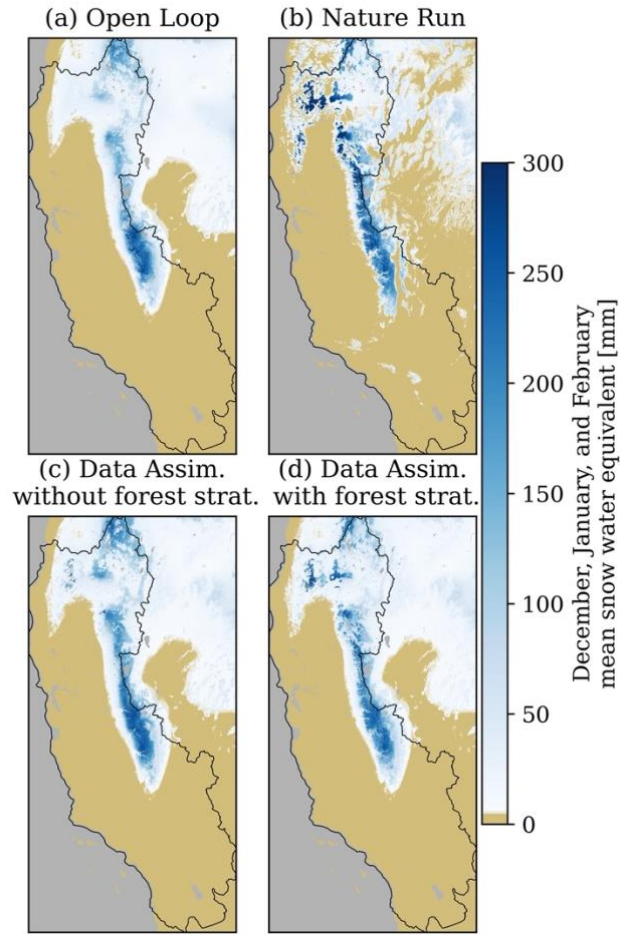 (a) Open Loop
(b) Nature Run
(c) Data Assim.
without forest strat.
(d) Data Assim.
with forest strat.
300
250
200
150
100
50
0
December, January, and February
mean snow water equivalent [mm]